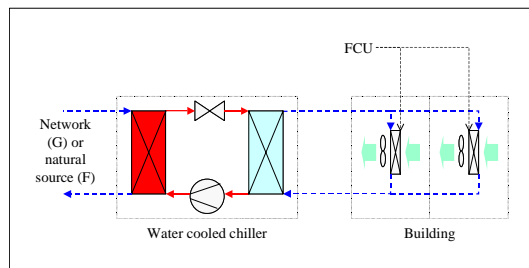 FCU
Network
(G) or
natural
source (F)
Water cooled chiller
Building